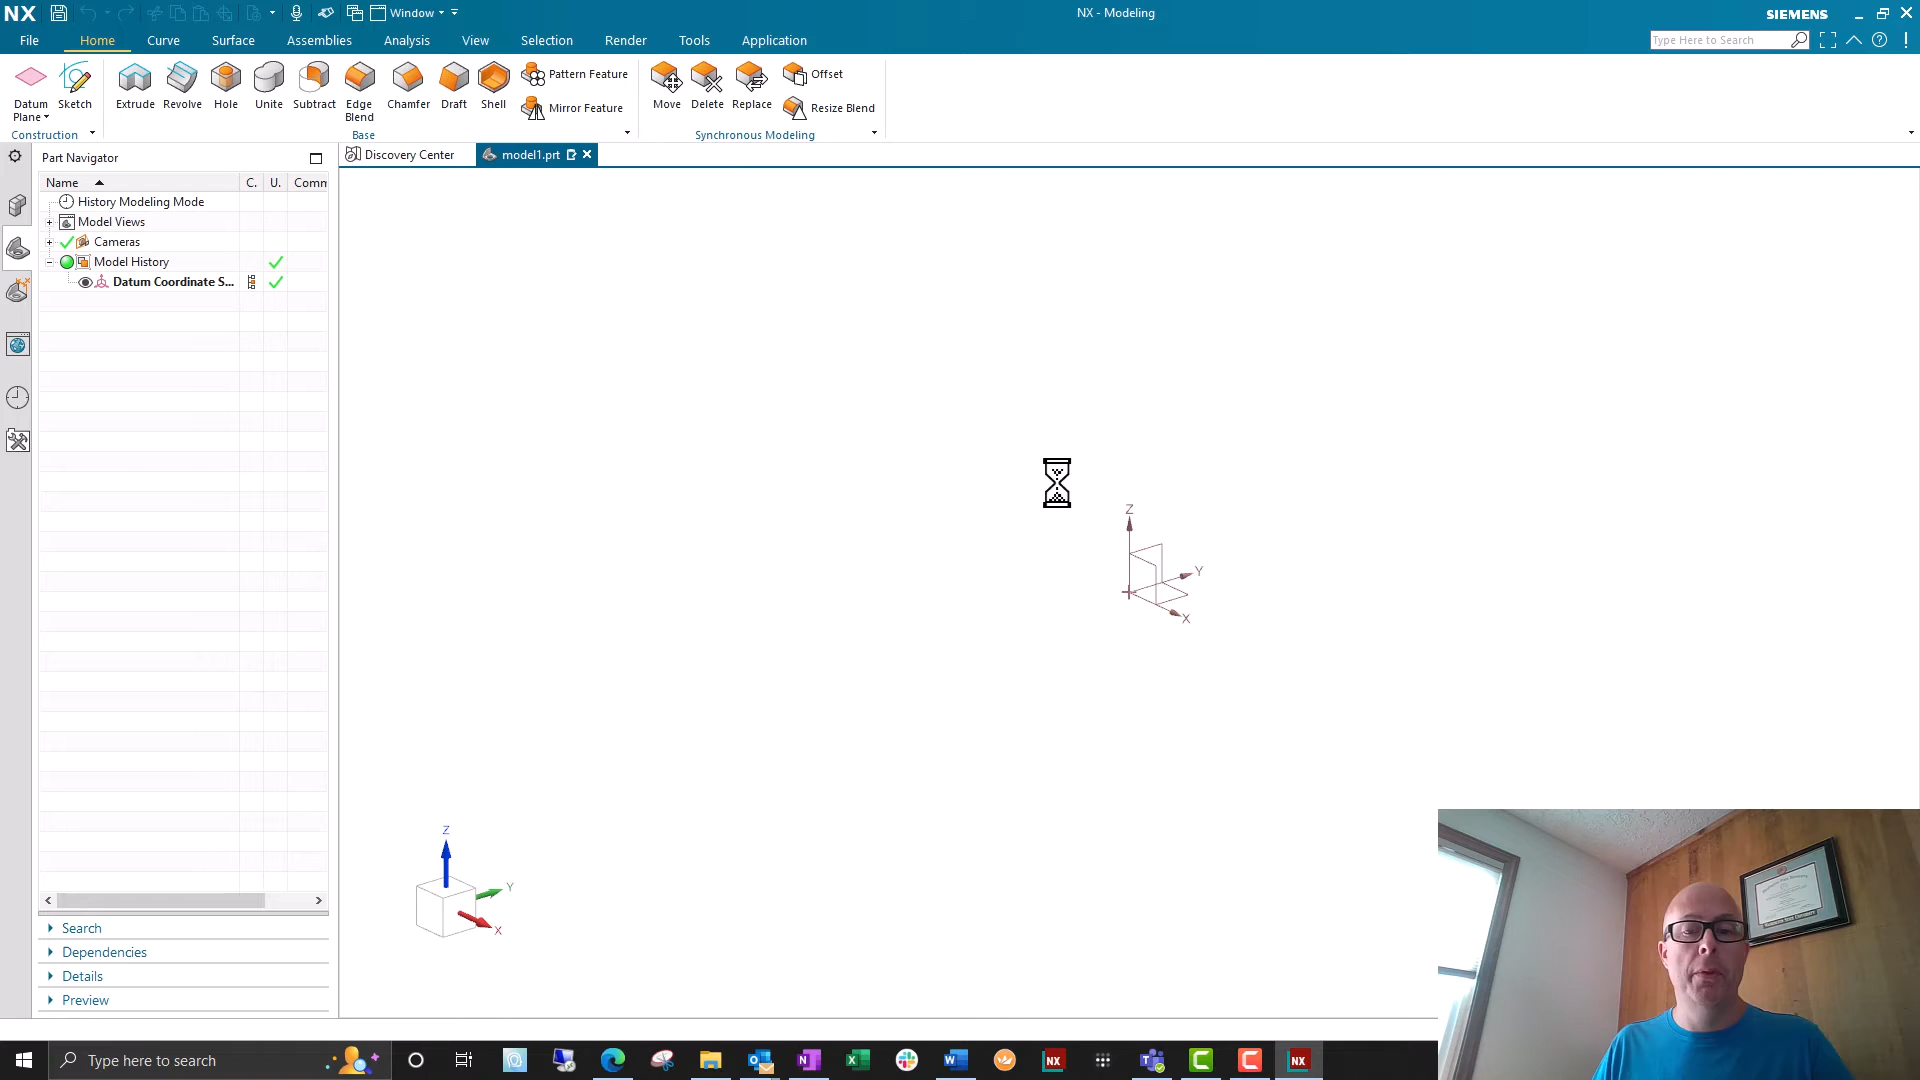 NX
Window
NX - Modeling
SIEMENS
File
Home
Curve
Surface
Assemblies
Analysis
View
Selection
Render
Tools
Application
Type Here to Search
Datum
Plane
Sketch
Extrude
Revolve
Hole
Unite
Subtract
Edge
Blend
Chamfer
Draft
Shell
Pattern Feature
Mirror Feature
Move
Delete
Replace
Offset
Resize Blend
Construction
Base
Synchronous Modeling
Part Navigator
Discovery Center
model1.prt
Name
C.
U.
Comm
History Modeling Mode
Model Views
Cameras
Model History
Datum Coordinate S...
Z
Y
X
Z
Y
X
Search
Dependencies
Details
Preview
Type here to search
NX
NX